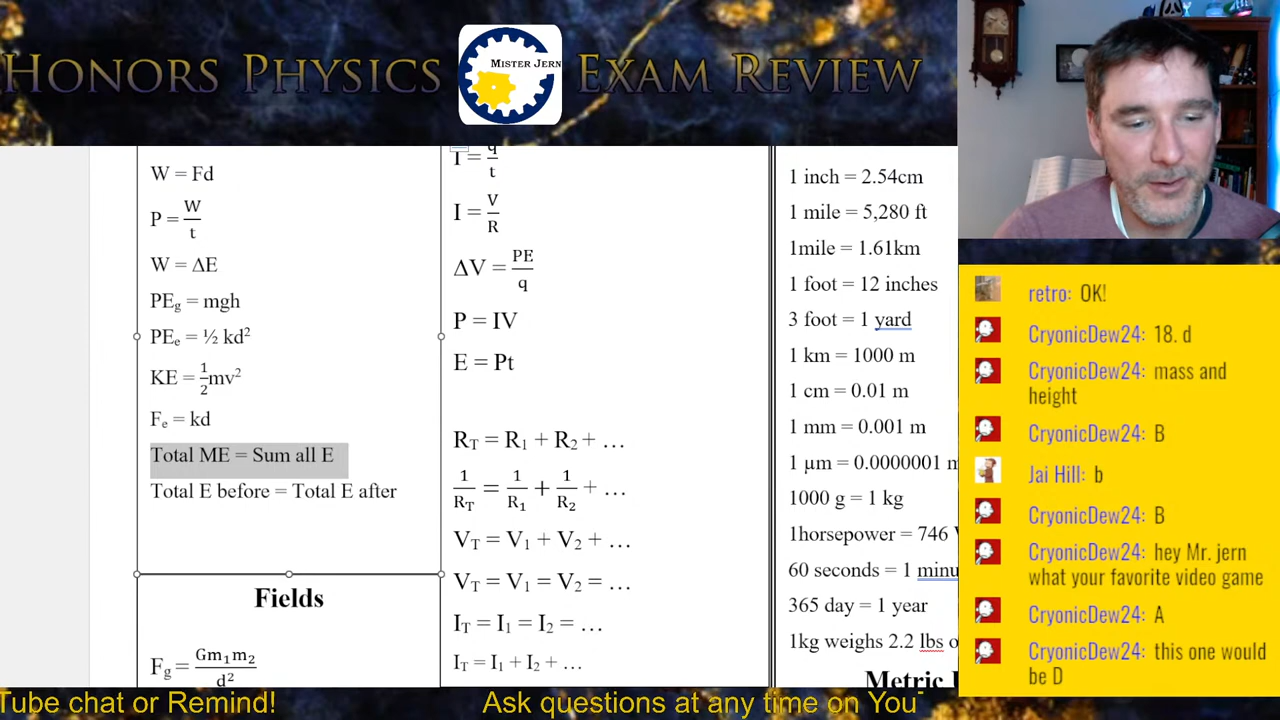 HONORS PHYSICS
MISTER JERN
EXAM REVIEW
W = Fd
P = W/t
W = ΔE
PEg = mgh
PEe = ½ kd²
KE = 1/2 mv²
Fe = kd
Total ME = Sum all E
Total E before = Total E after
Fields
Fg = Gm₁m₂/d²
I = q/t
I = V/R
ΔV = PE/q
P = IV
E = Pt
RT = R₁ + R₂ + …
1/RT = 1/R₁ + 1/R₂ + …
VT = V₁ + V₂ + …
VT = V₁ = V₂ = …
IT = I₁ = I₂ = …
IT = I₁ + I₂ + …
1 inch = 2.54cm
1 mile = 5,280 ft
1mile = 1.61km
1 foot = 12 inches
3 foot = 1 yard
1 km = 1000 m
1 cm = 0.01 m
1 mm = 0.001 m
1 µm = 0.0000001 m
1000 g = 1 kg
1horsepower = 746
60 seconds = 1 minu
365 day = 1 year
1kg weighs 2.2 lbs o
Metric
retro: OK!
CryonicDew24: 18. d
CryonicDew24: mass and
height
CryonicDew24: B
Jai Hill: b
CryonicDew24: B
CryonicDew24: hey Mr. jern
what your favorite video game
CryonicDew24: A
CryonicDew24: this one would
be D
Tube chat or Remind!
Ask questions at any time on You